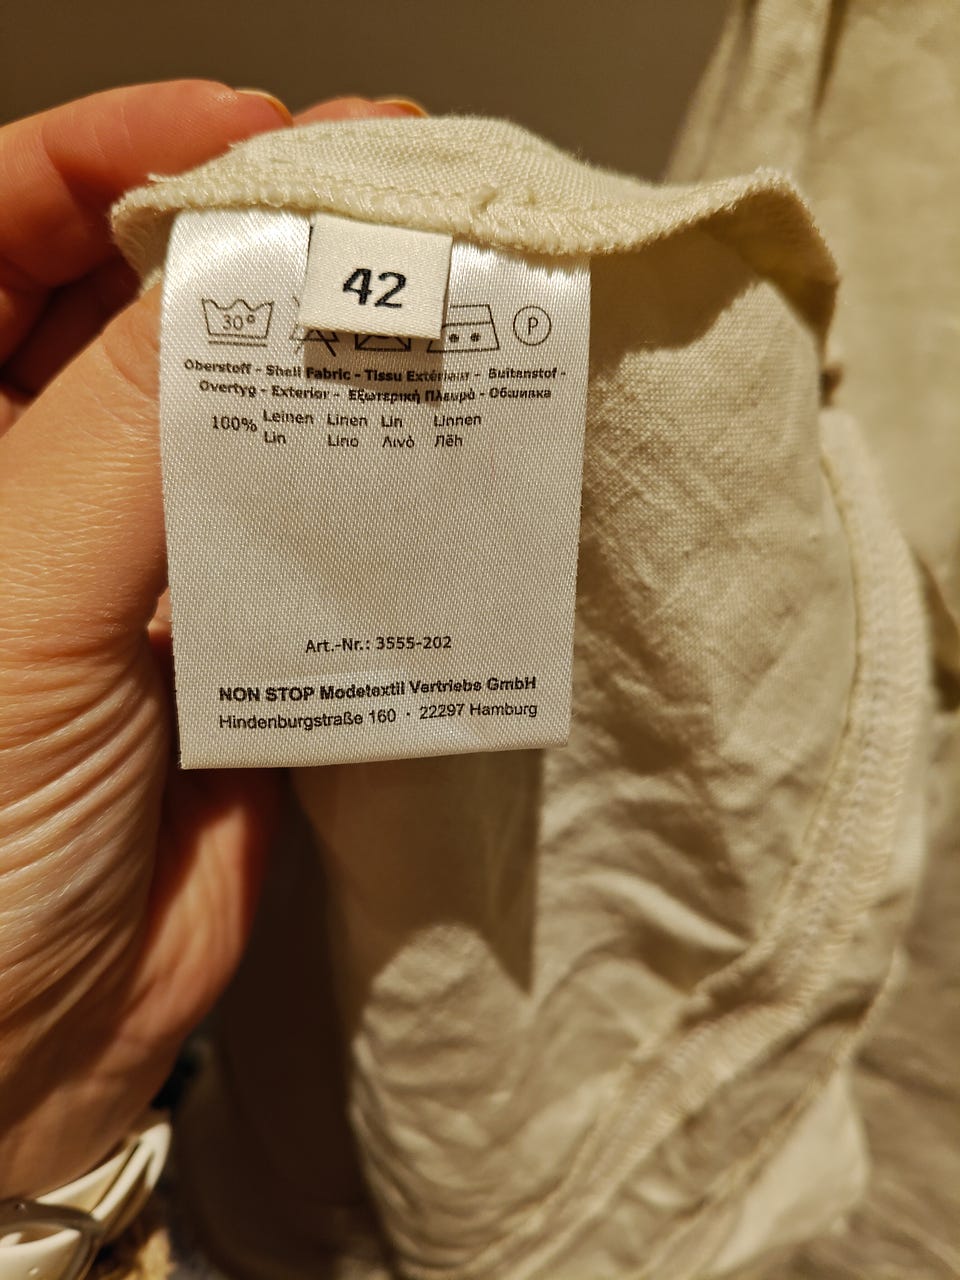 42
30°
P
Oberstoff - Shell Fabric - Tissu Extérieur - Buitenstof -
Overtyg - Exterior - Εξωτερική Πλευρά - Обшивка
100% Leinen Linen Lin Linnen
Lin Lino Λινό Лён
Art.-Nr.: 3555-202
NON STOP Modetextil Vertriebs GmbH
Hindenburgstraße 160 · 22297 Hamburg